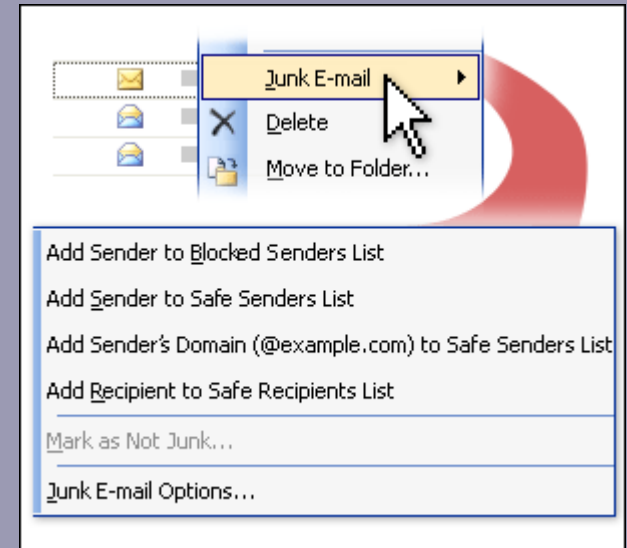 Junk E-mail
Delete
Move to Folder...
Add Sender to Blocked Senders List
Add Sender to Safe Senders List
Add Sender's Domain (@example.com) to Safe Senders List
Add Recipient to Safe Recipients List
Mark as Not Junk...
Junk E-mail Options...